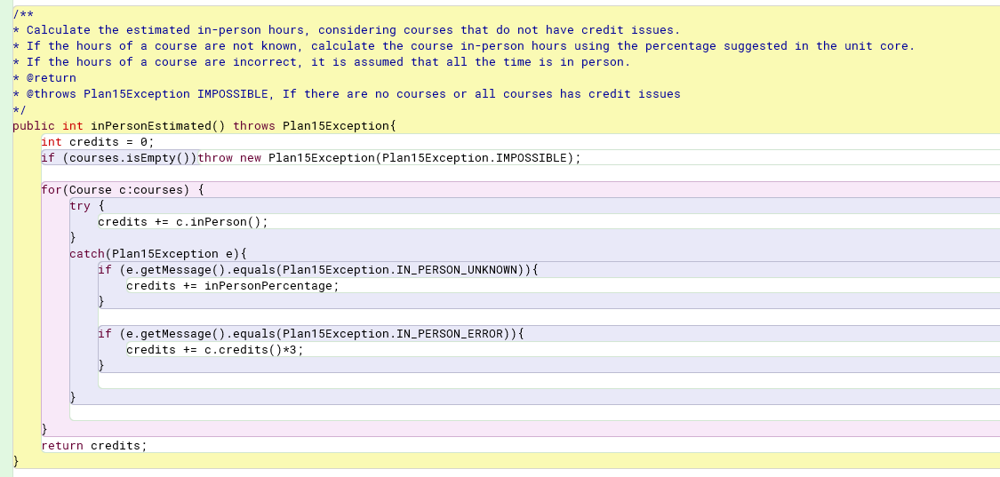 /**
* Calculate the estimated in-person hours, considering courses that do not have credit issues.
* If the hours of a course are not known, calculate the course in-person hours using the percentage suggested in the unit core.
* If the hours of a course are incorrect, it is assumed that all the time is in person.
* @return
* @throws Plan15Exception IMPOSSIBLE, If there are no courses or all courses has credit issues
*/
public int inPersonEstimated() throws Plan15Exception{
    int credits = 0;
    if (courses.isEmpty())throw new Plan15Exception(Plan15Exception.IMPOSSIBLE);

    for(Course c:courses) {
        try {
            credits += c.inPerson();
        }
        catch(Plan15Exception e){
            if (e.getMessage().equals(Plan15Exception.IN_PERSON_UNKNOWN)){
                credits += inPersonPercentage;
            }

            if (e.getMessage().equals(Plan15Exception.IN_PERSON_ERROR)){
                credits += c.credits()*3;
            }

        }

    }
    return credits;
}